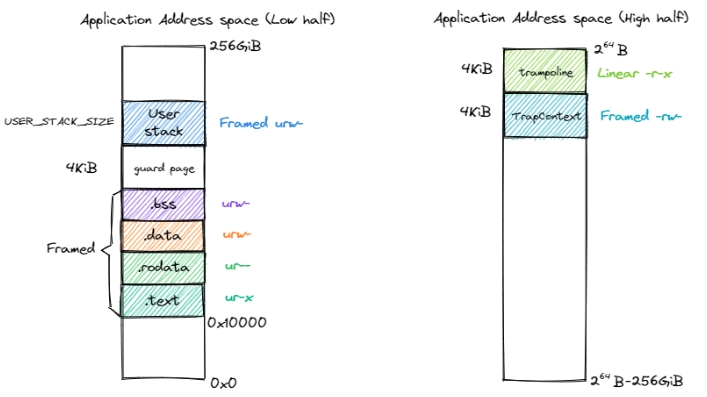 Application Address space (Low half)
256GiB
USER_STACK_SIZE
User
stack
Framed urw-
4KiB
guard page
.bss
urw-
.data
urw-
Framed
.rodata
ur--
.text
ur-x
0x10000
0x0
Application Address space (High half)
2^64 B
4KiB
trampoline
Linear -r-x
4KiB
TrapContext
Framed -rw-
2^64 B-256GiB